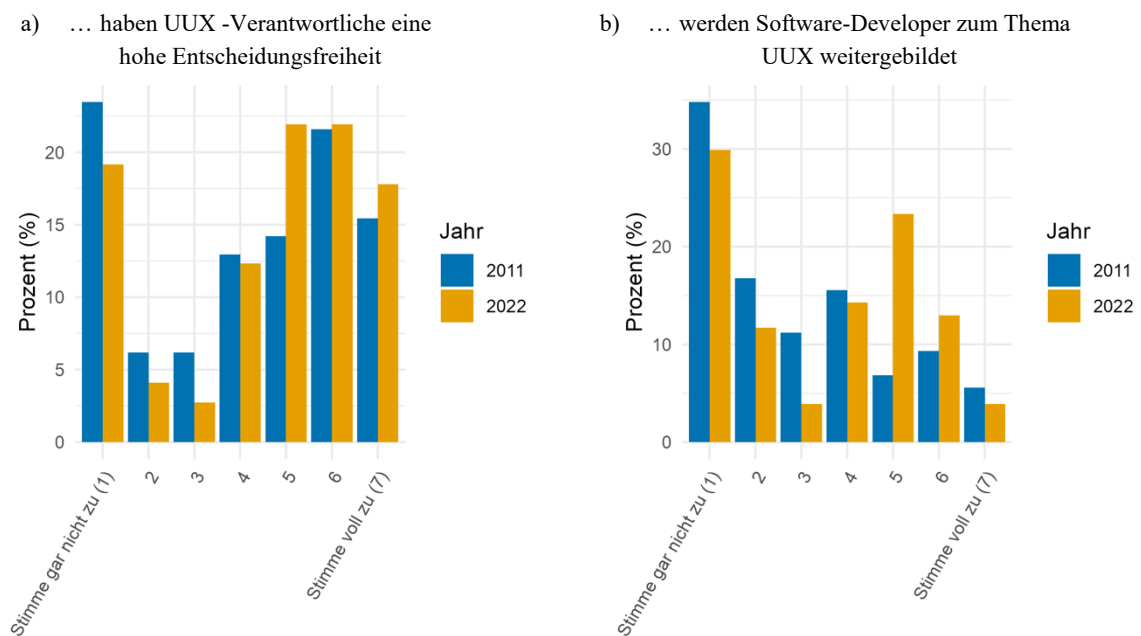 a) … haben UUX -Verantwortliche eine
hohe Entscheidungsfreiheit
Prozent (%)
20
15
10
5
0
Stimme gar nicht zu (1)
2
3
4
5
6
Stimme voll zu (7)
Jahr
2011
2022
b) … werden Software-Developer zum Thema
UUX weitergebildet
Prozent (%)
30
20
10
0
Stimme gar nicht zu (1)
2
3
4
5
6
Stimme voll zu (7)
Jahr
2011
2022